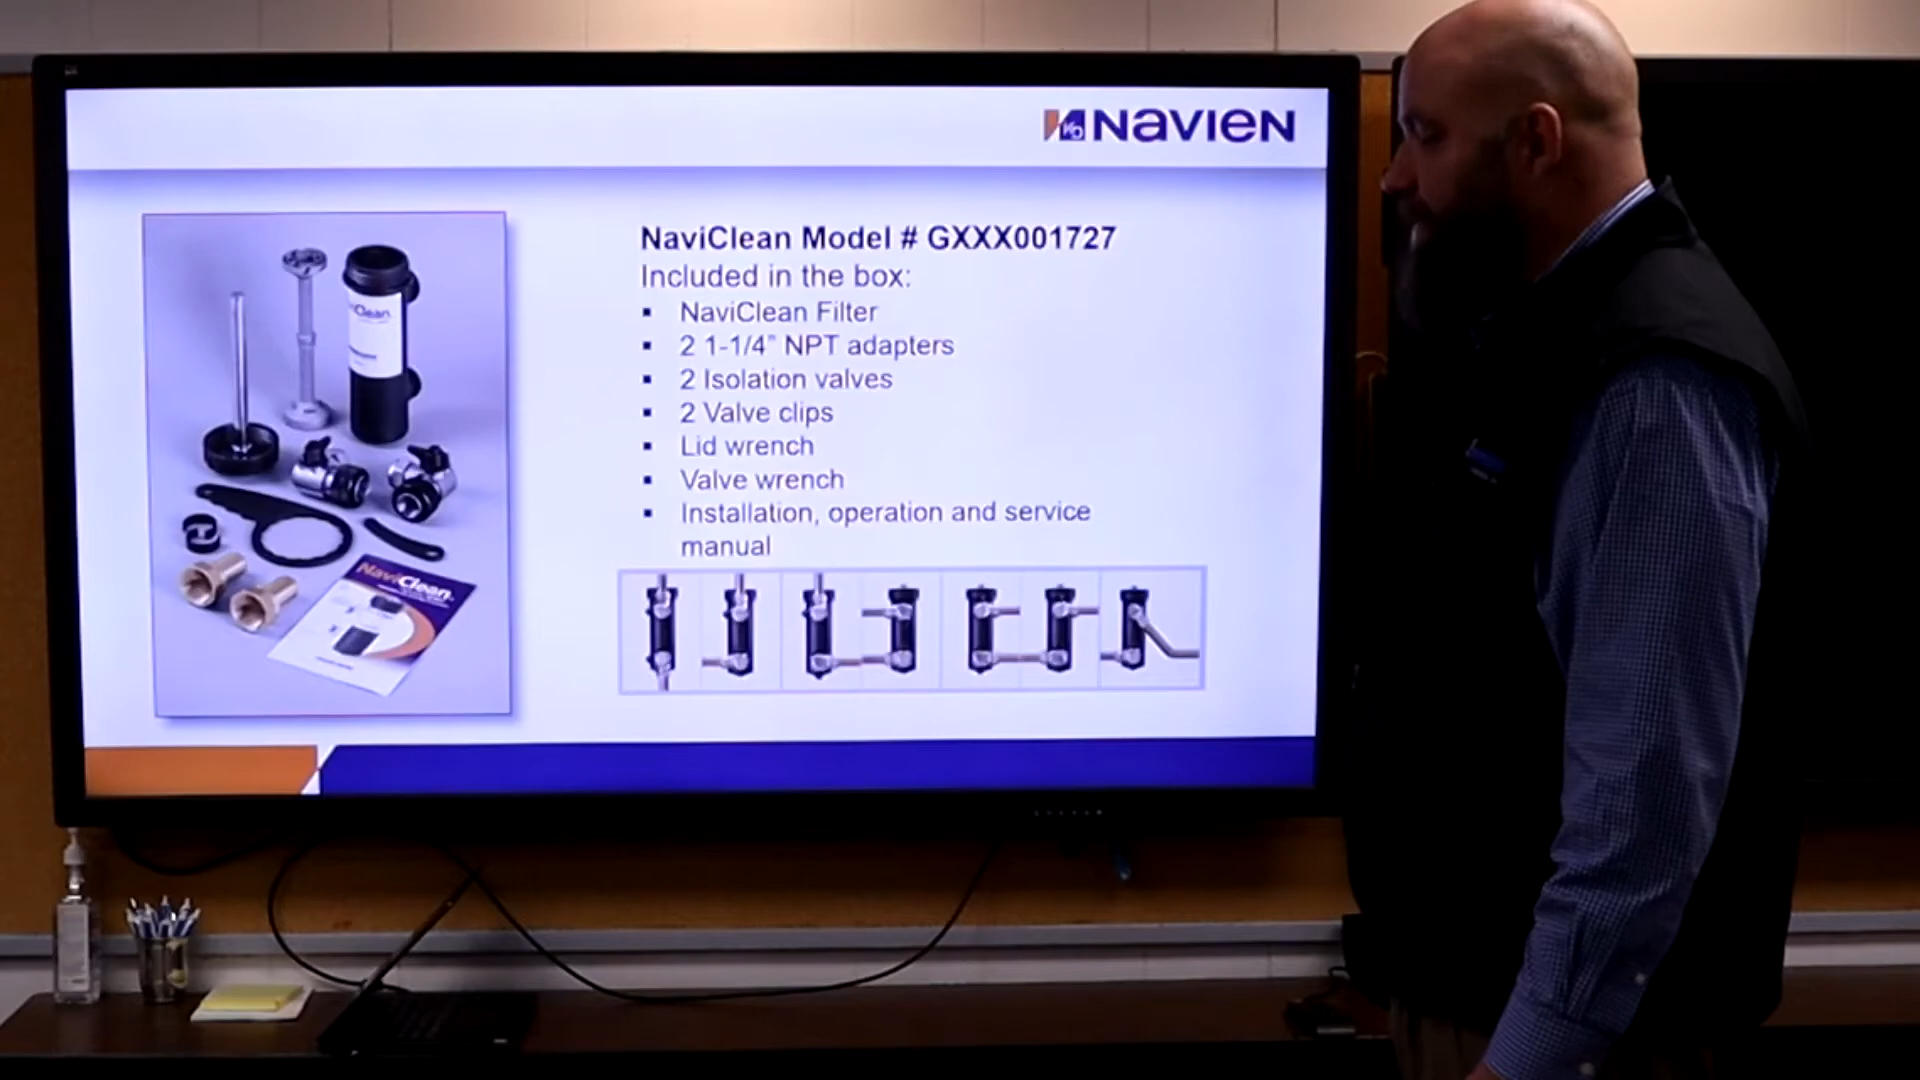 NAVIEN
NaviClean Model # GXXX001727
Included in the box:
▪ NaviClean Filter
▪ 2 1-1/4" NPT adapters
▪ 2 Isolation valves
▪ 2 Valve clips
▪ Lid wrench
▪ Valve wrench
▪ Installation, operation and service
manual
Clean
NaviClean